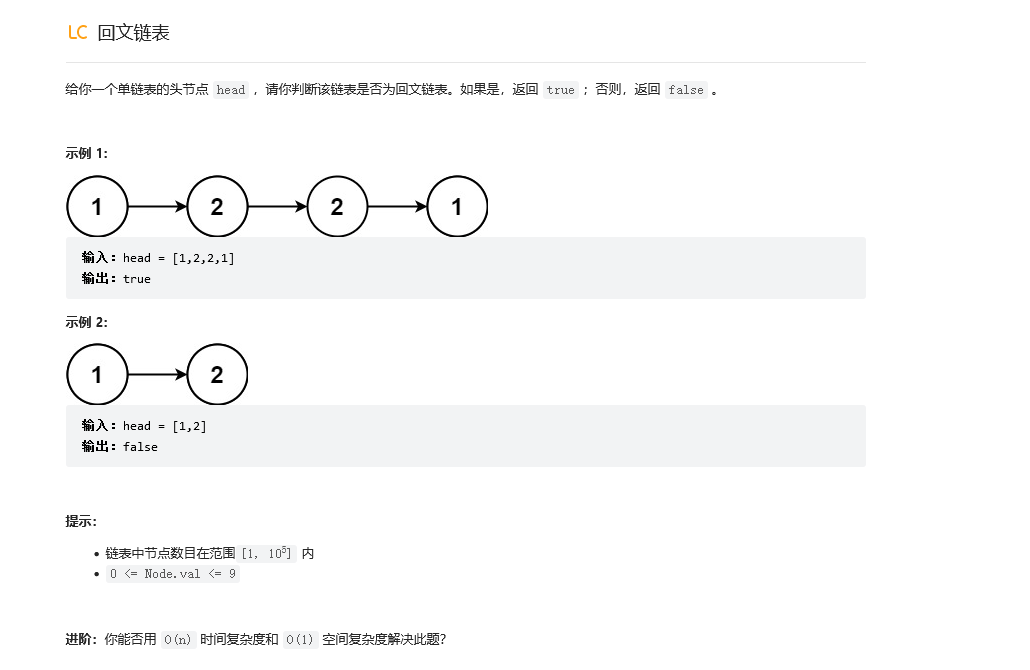 LC 回文链表
给你一个单链表的头节点 head ，请你判断该链表是否为回文链表。如果是，返回 true ；否则，返回 false 。
示例 1：
1 2 2 1
输入：head = [1,2,2,1]
输出：true
示例 2：
1 2
输入：head = [1,2]
输出：false
提示：
• 链表中节点数目在范围[1, 10⁵] 内
• 0 <= Node.val <= 9
进阶：你能否用 O(n) 时间复杂度和 O(1) 空间复杂度解决此题？